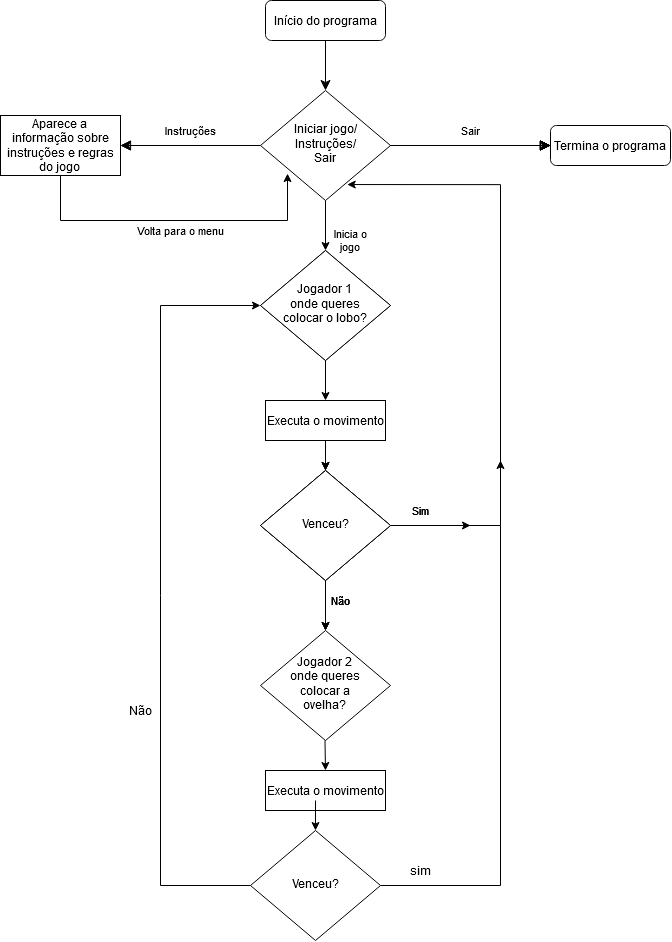 Início do programa
Iniciar jogo/
Instruções/
Sair
Instruções
Aparece a
informação sobre
instruções e regras
do jogo
Sair
Termina o programa
Volta para o menu
Inicia o
jogo
Jogador 1
onde queres
colocar o lobo?
Executa o movimento
Venceu?
Sim
Não
Jogador 2
onde queres
colocar a
ovelha?
Não
Executa o movimento
Venceu?
sim